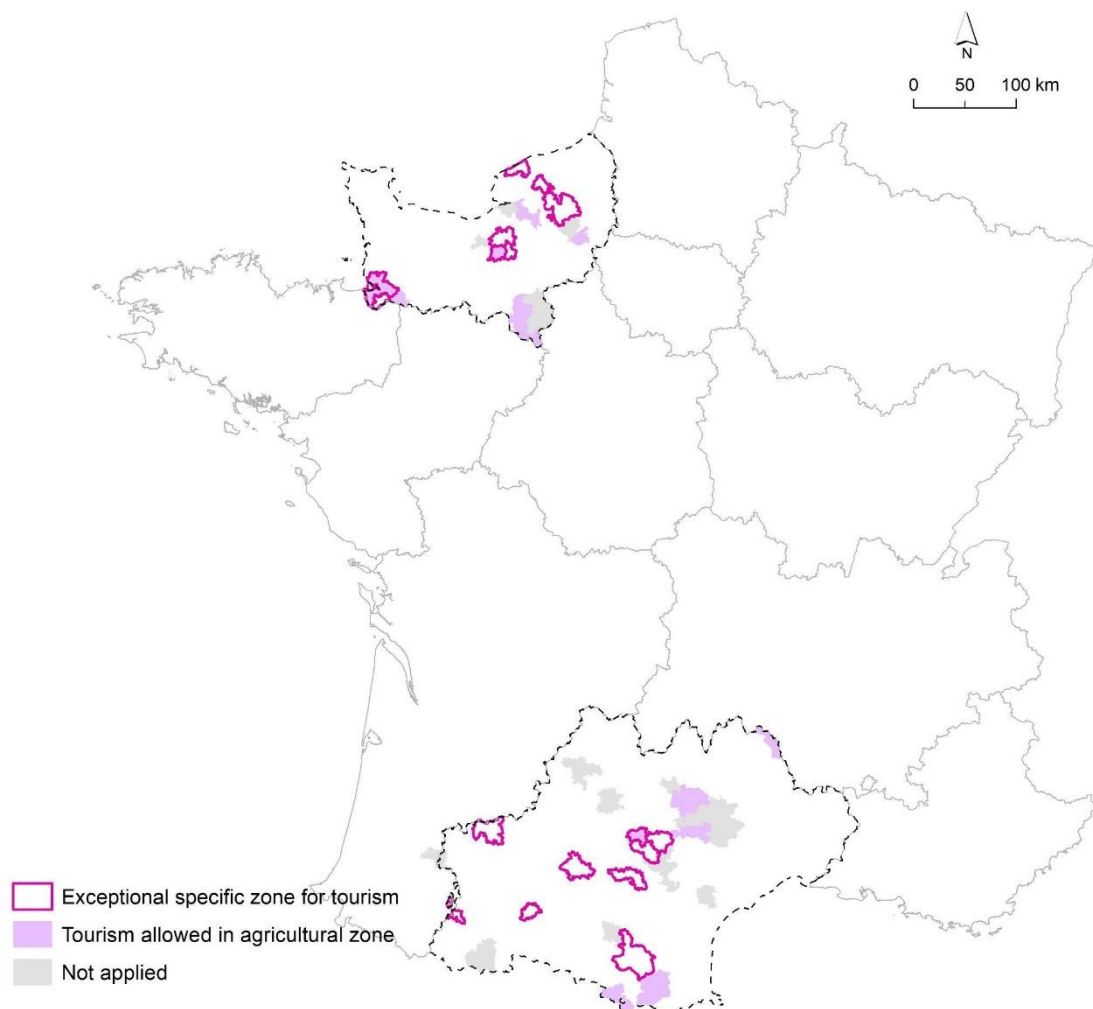 N
0 50 100 km
Exceptional specific zone for tourism
Tourism allowed in agricultural zone
Not applied